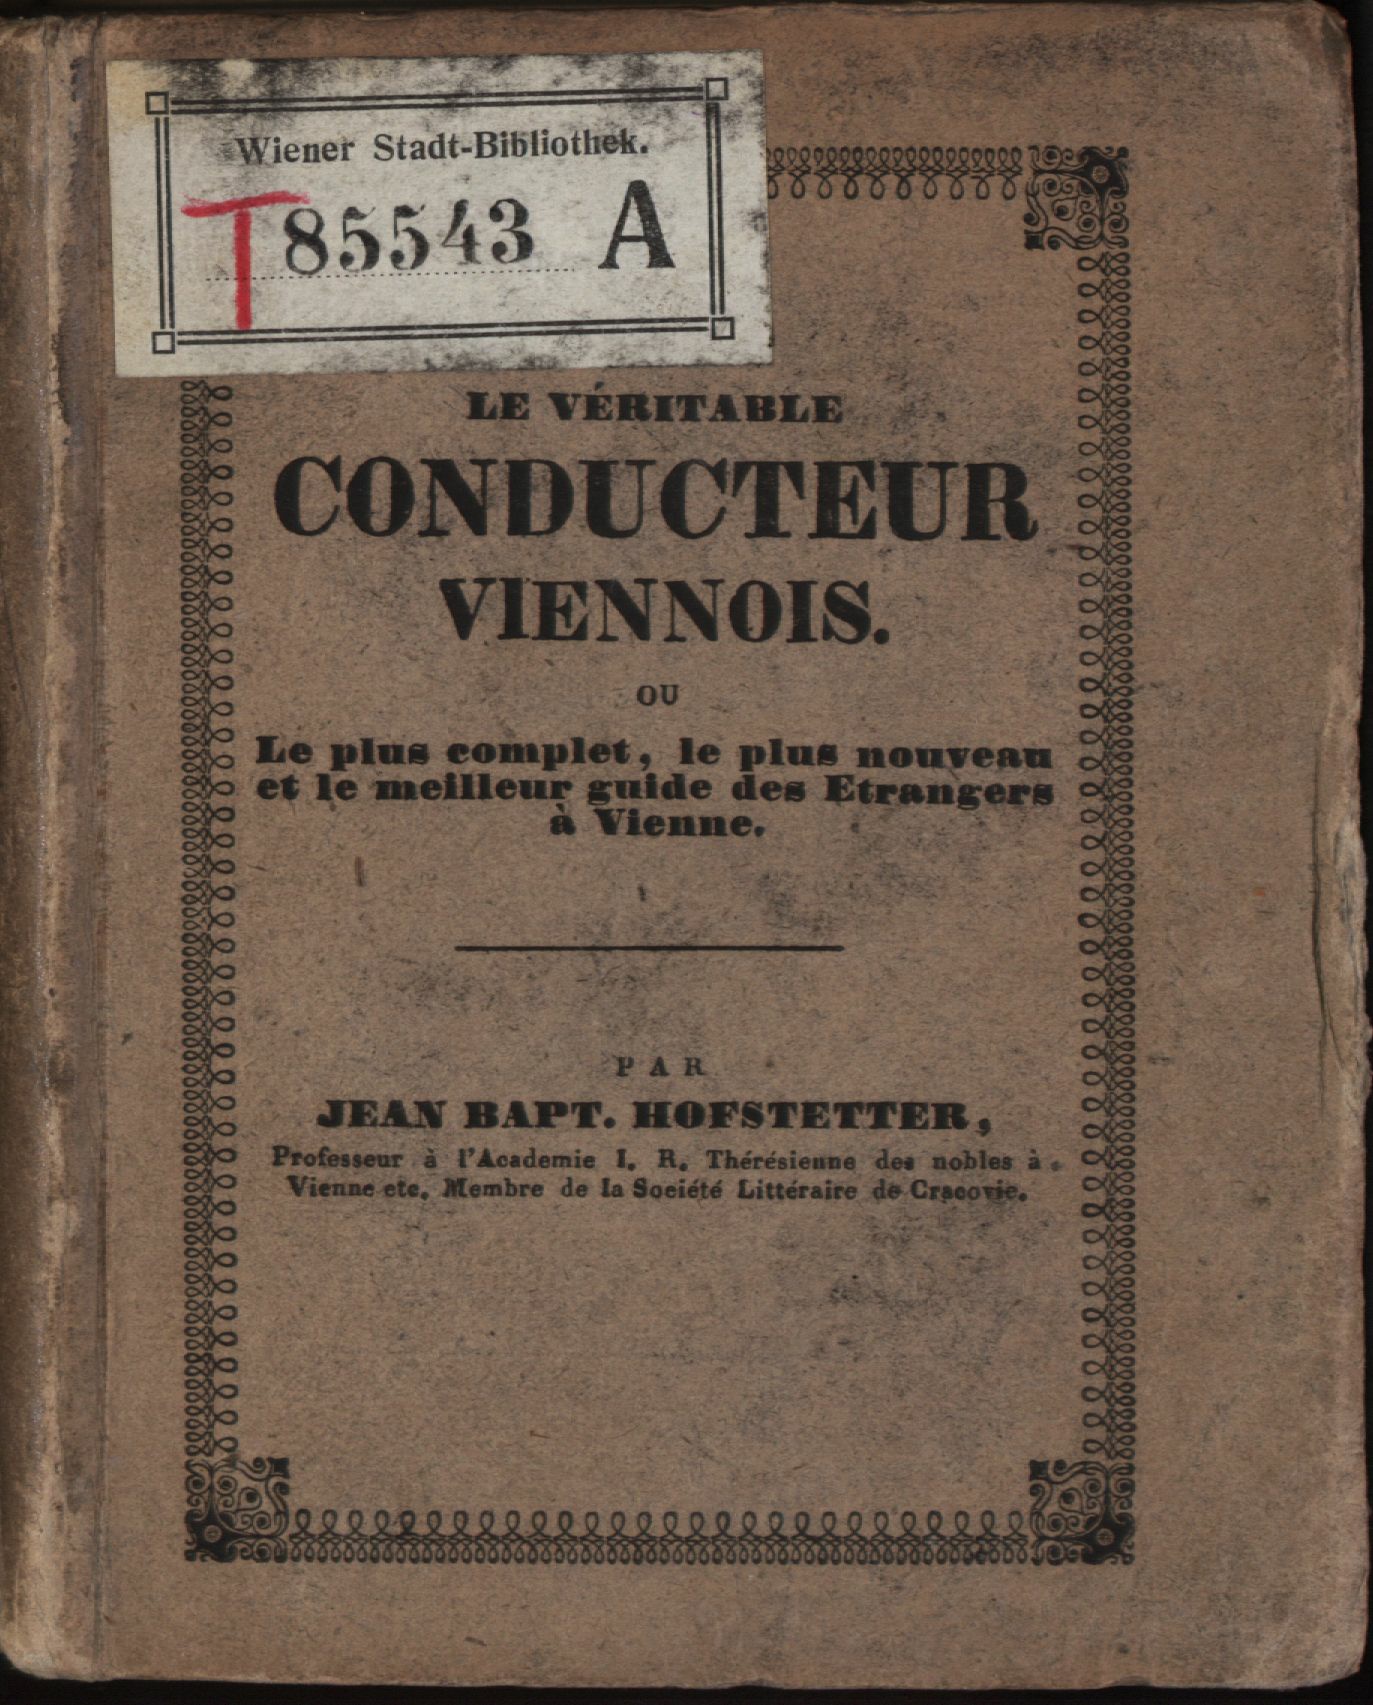 Wiener Stadt-Bibliothek.
T 85543 A
LE VÉRITABLE
CONDUCTEUR
VIENNOIS.
OU
Le plus complet, le plus nouveau
et le meilleur guide des Etrangers
à Vienne.
PAR
JEAN BAPT. HOFSTETTER,
Professeur à l'Academie I. R. Thérésienne des nobles à
Vienne etc. Membre de la Société Littéraire de Cracovie.